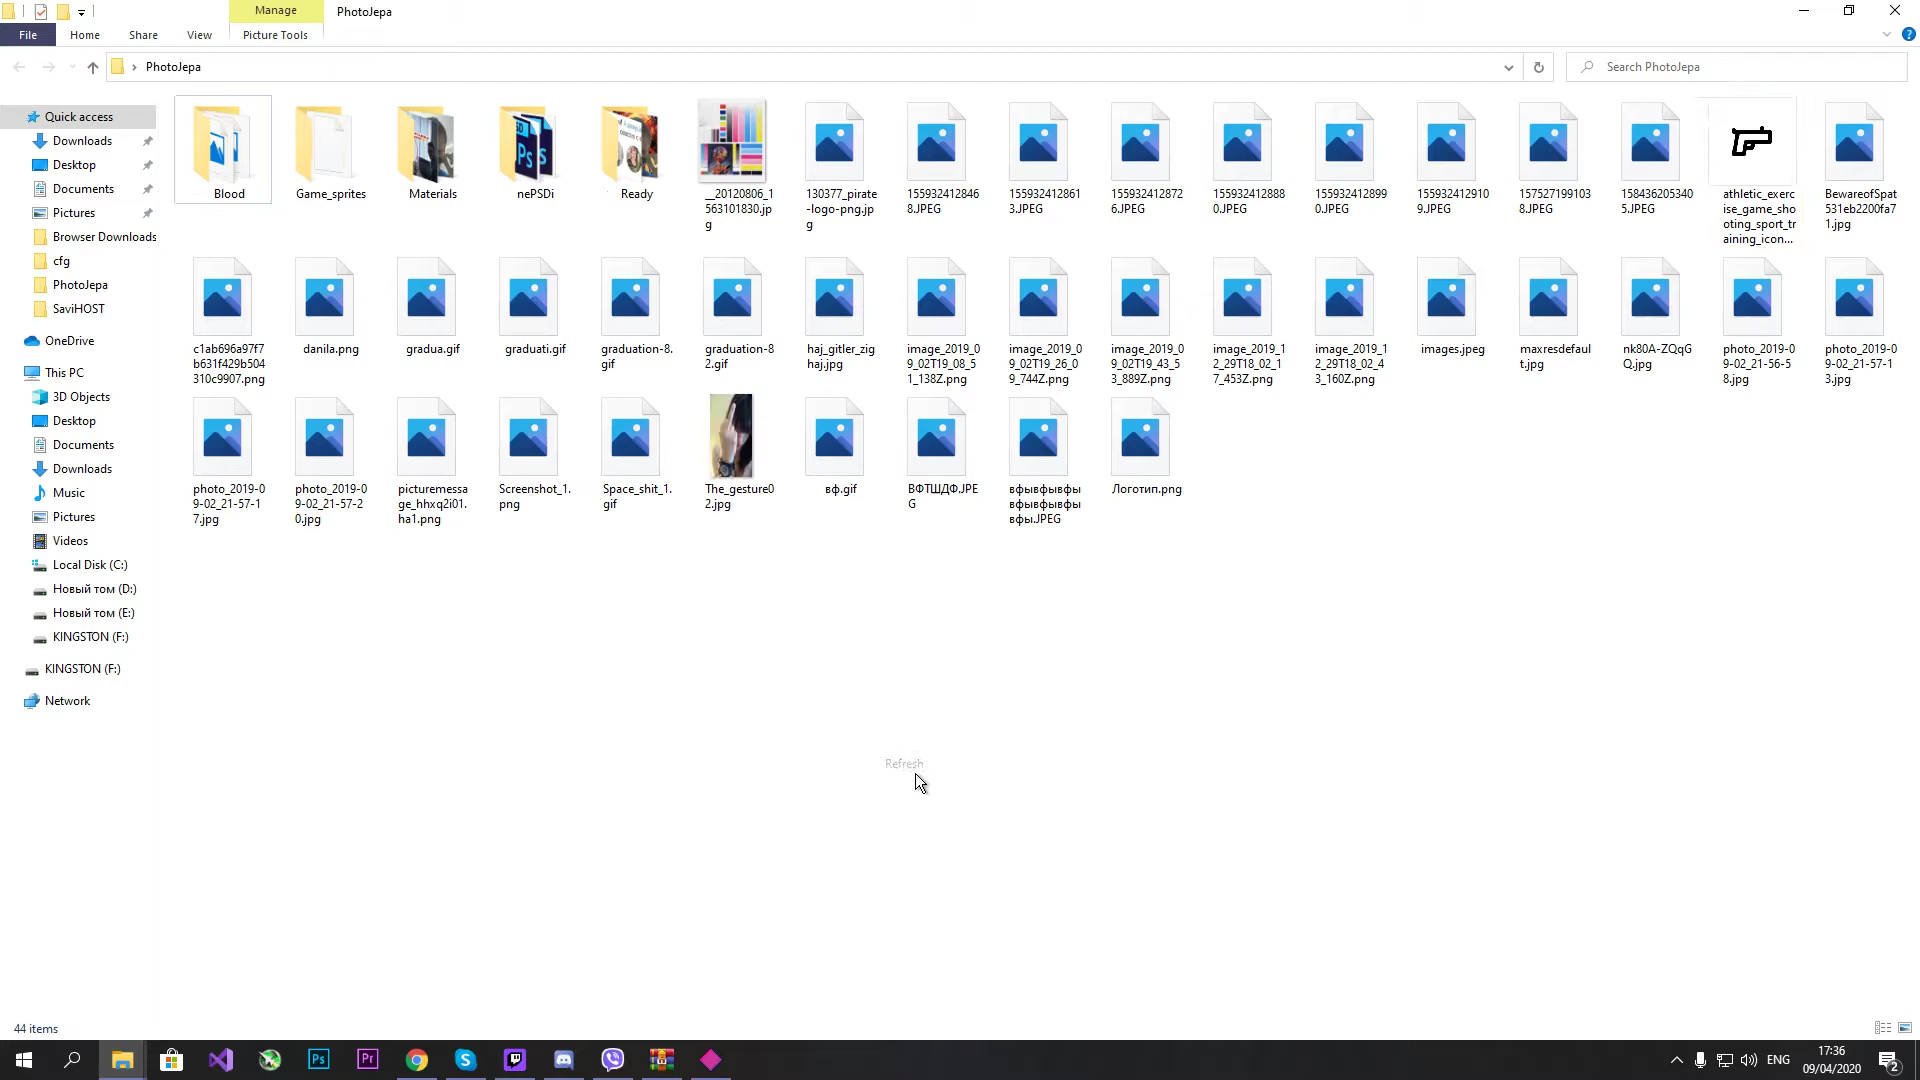 Manage
PhotoJepa
File
Home
Share
View
Picture Tools
PhotoJepa
Search PhotoJepa
Quick access
Downloads
Desktop
Documents
Pictures
Browser Downloads
cfg
PhotoJepa
SaviHOST
OneDrive
This PC
3D Objects
Desktop
Documents
Downloads
Music
Pictures
Videos
Local Disk (C:)
Новый том (D:)
Новый том (E:)
KINGSTON (F:)
KINGSTON (F:)
Network
Blood
Game_sprites
Materials
nePSDi
Ready
__20120806_1
563101830.jp
g
130377_pirate
-logo-png.jp
g
155932412846
8.JPEG
155932412861
3.JPEG
155932412872
6.JPEG
155932412888
0.JPEG
155932412899
0.JPEG
155932412910
9.JPEG
157527199103
8.JPEG
158436205340
5.JPEG
athletic_exerc
ise_game_sho
oting_sport_tr
aining_icon...
BewareofSpat
531eb2200fa7
1.jpg
c1ab696a97f7
b631f429b504
310c9907.png
danila.png
gradua.gif
graduati.gif
graduation-8.
gif
graduation-8
2.gif
haj_gitler_zig
haj.jpg
image_2019_0
9_02T19_08_5
1_138Z.png
image_2019_0
9_02T19_26_0
9_744Z.png
image_2019_0
9_02T19_43_5
3_889Z.png
image_2019_1
2_29T18_02_1
7_453Z.png
image_2019_1
2_29T18_02_4
3_160Z.png
images.jpeg
maxresdefaul
t.jpg
nk80A-ZQqG
Q.jpg
photo_2019-0
9-02_21-56-5
8.jpg
photo_2019-0
9-02_21-57-1
3.jpg
photo_2019-0
9-02_21-57-1
7.jpg
photo_2019-0
9-02_21-57-2
0.jpg
picturemessa
ge_hhxq2i01.
ha1.png
Screenshot_1.
png
Space_shit_1.
gif
The_gesture0
2.jpg
вф.gif
ВФТШДФ.JPE
G
вфывфывфы
вфывфывфы
вфы.JPEG
Логотип.png
Refresh
44 items
Ps
Pr
ENG
17:36
09/04/2020
2